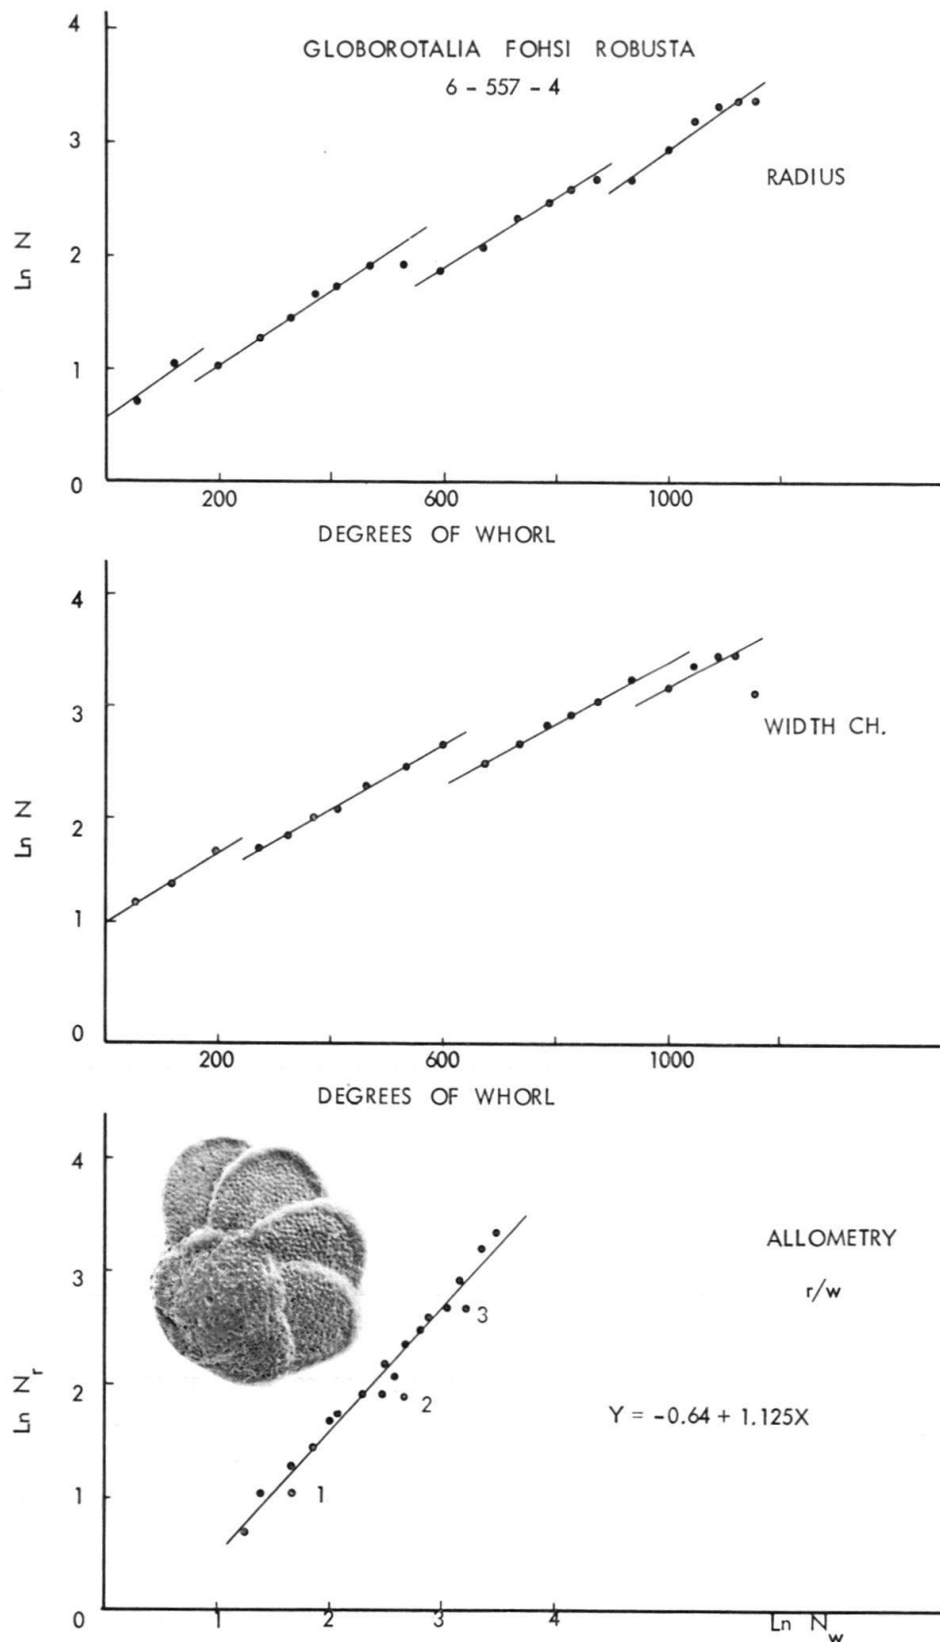 4
GLOBOROTALIA FOHSI ROBUSTA
6 - 557 - 4
3
RADIUS
Ln N
2
1
0
200 600 1000
DEGREES OF WHORL
4
3
WIDTH CH.
Ln N
2
1
0
200 600 1000
DEGREES OF WHORL
4
ALLOMETRY
3
r/w
3
Ln Nr
2
2
Y = -0.64 + 1.125X
1
1
0
1 2 3 4 Ln Nw